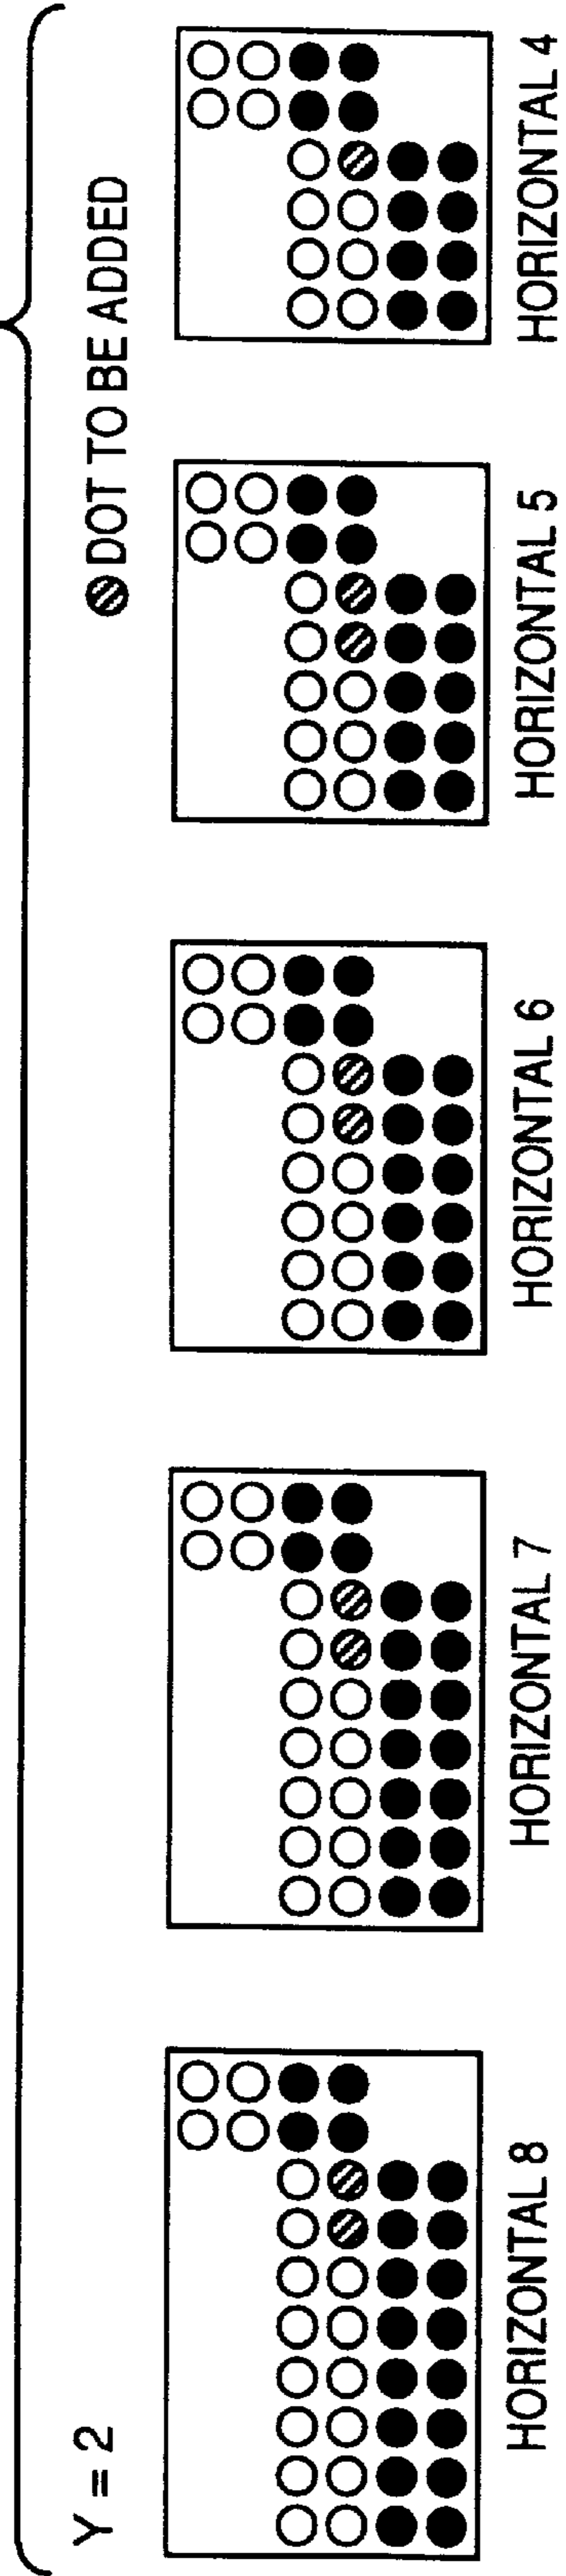 Y = 2
DOT TO BE ADDED
HORIZONTAL 8
HORIZONTAL 7
HORIZONTAL 6
HORIZONTAL 5
HORIZONTAL 4